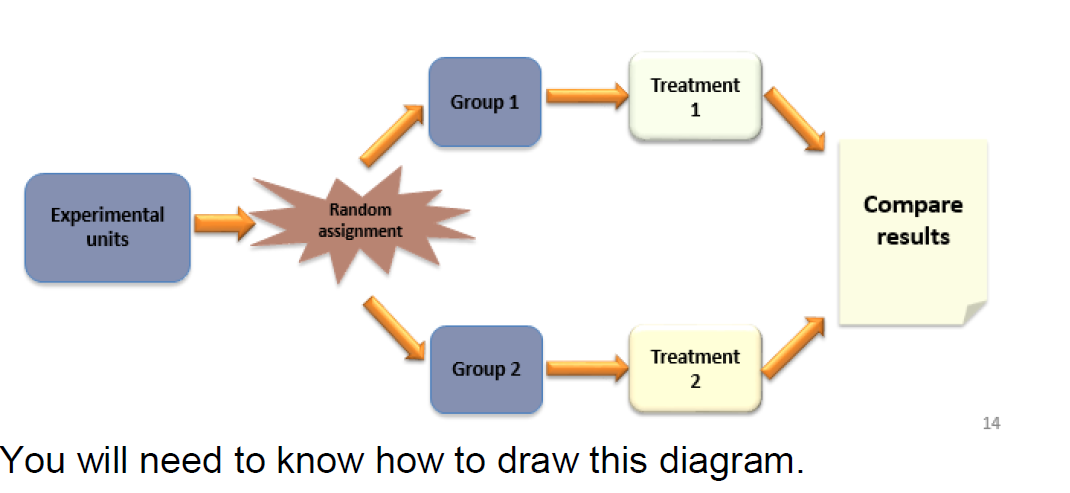 Experimental
units
Random
assignment
Group 1
Treatment
1
Group 2
Treatment
2
Compare
results
14
You will need to know how to draw this diagram.